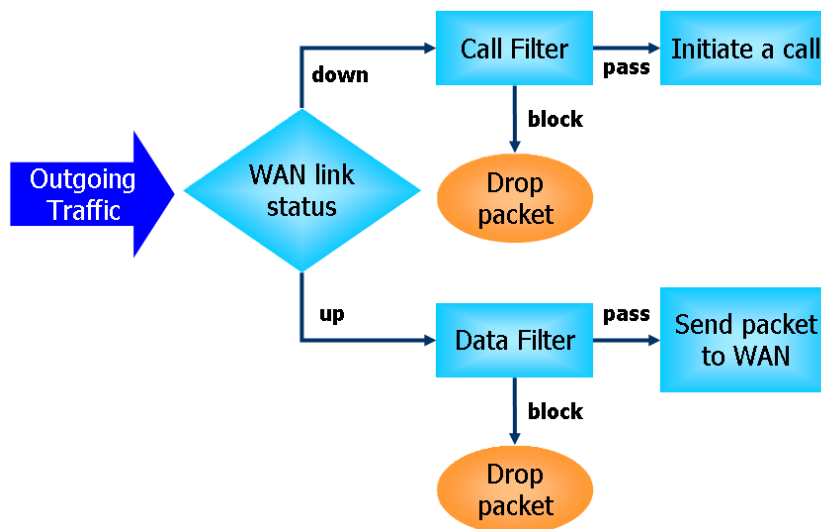 Call Filter
pass
Initiate a call
down
block
Outgoing
Traffic
WAN link
status
Drop
packet
up
Data Filter
pass
Send packet
to WAN
block
Drop
packet